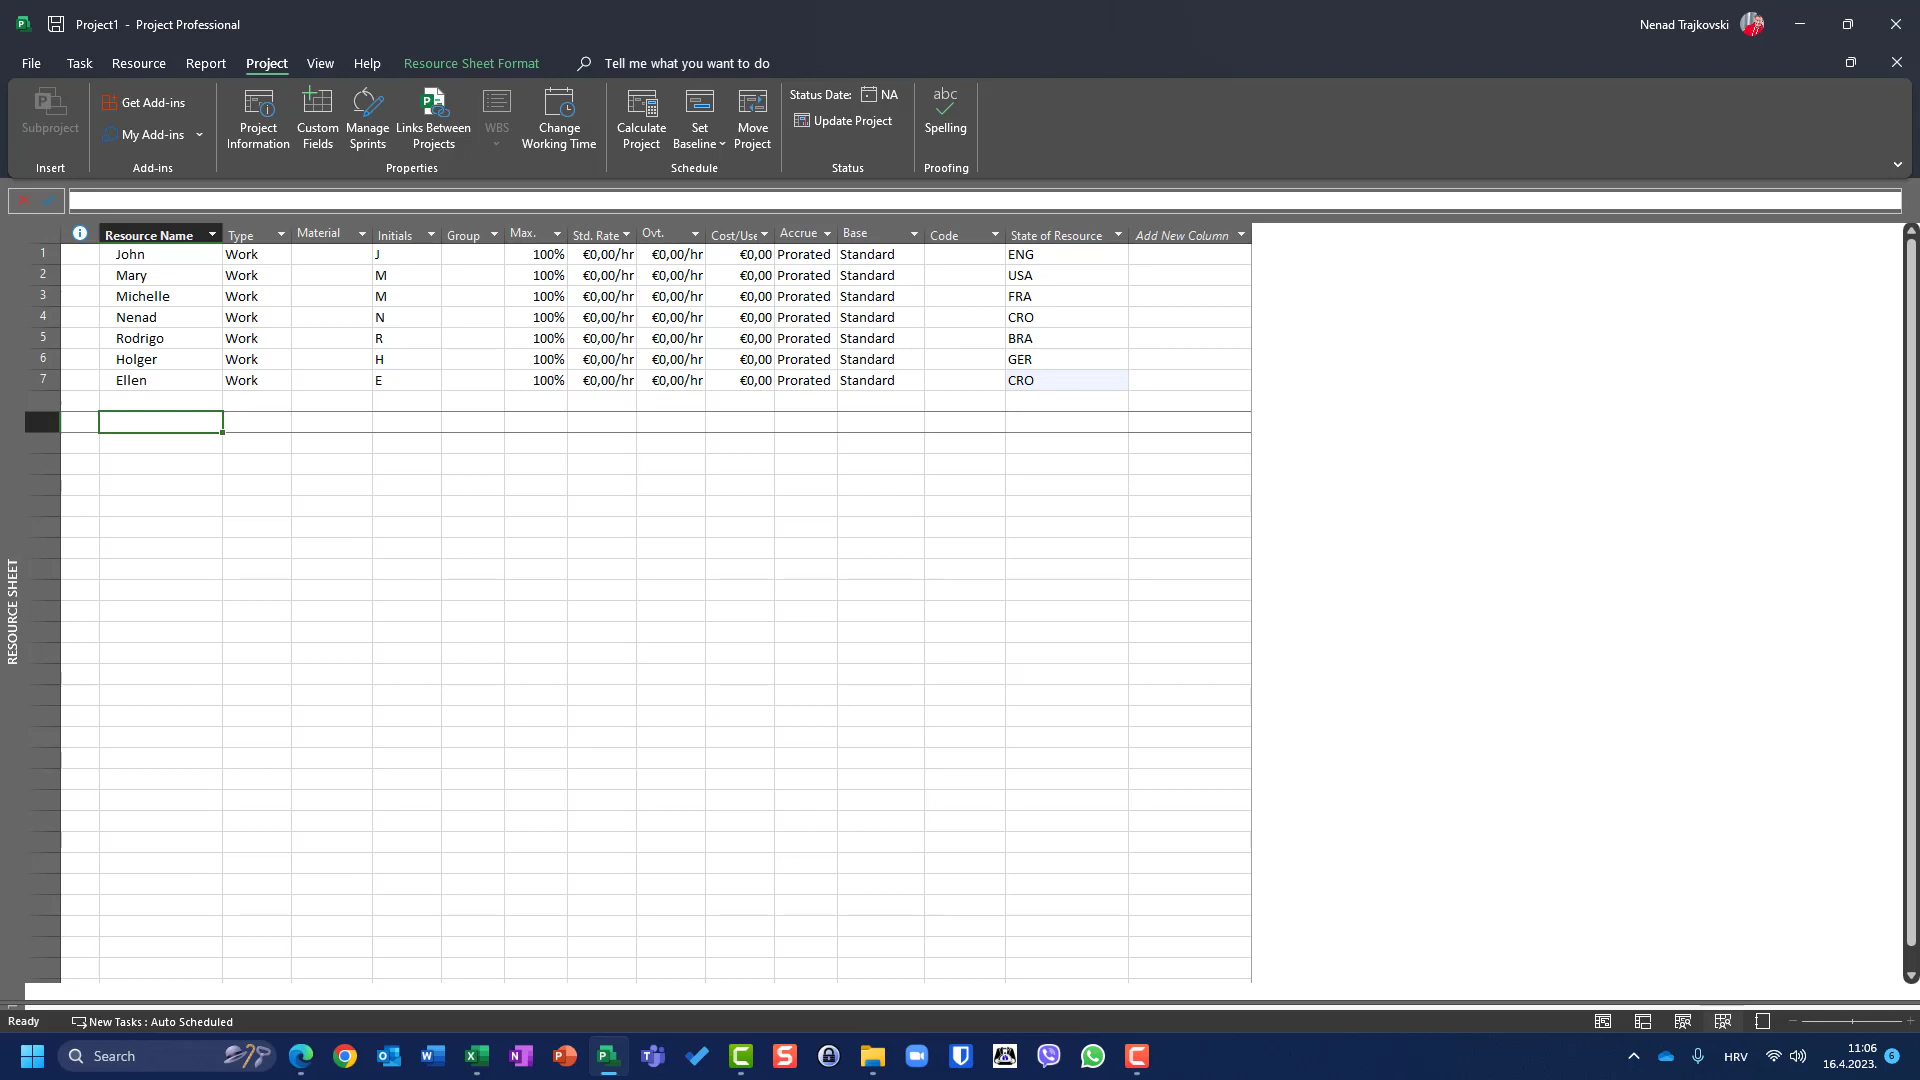 Project1 - Project Professional
Nenad Trajkovski
File Task Resource Report Project View Help Resource Sheet Format Tell me what you want to do
Subproject
Insert
Get Add-ins
My Add-ins
Add-ins
Project Information
Custom Fields
Manage Sprints
Links Between Projects
WBS
Change Working Time
Properties
Calculate Project
Set Baseline
Move Project
Schedule
Status Date: NA
Update Project
Status
abc
Spelling
Proofing
Resource Name Type Material Initials Group Max. Std. Rate Ovt. Cost/Use Accrue Base Code State of Resource Add New Column
1 John Work J 100% €0,00/hr €0,00/hr €0,00 Prorated Standard ENG
2 Mary Work M 100% €0,00/hr €0,00/hr €0,00 Prorated Standard USA
3 Michelle Work M 100% €0,00/hr €0,00/hr €0,00 Prorated Standard FRA
4 Nenad Work N 100% €0,00/hr €0,00/hr €0,00 Prorated Standard CRO
5 Rodrigo Work R 100% €0,00/hr €0,00/hr €0,00 Prorated Standard BRA
6 Holger Work H 100% €0,00/hr €0,00/hr €0,00 Prorated Standard GER
7 Ellen Work E 100% €0,00/hr €0,00/hr €0,00 Prorated Standard CRO
RESOURCE SHEET
Ready New Tasks : Auto Scheduled
Search
HRV
11:06
16.4.2023.
6